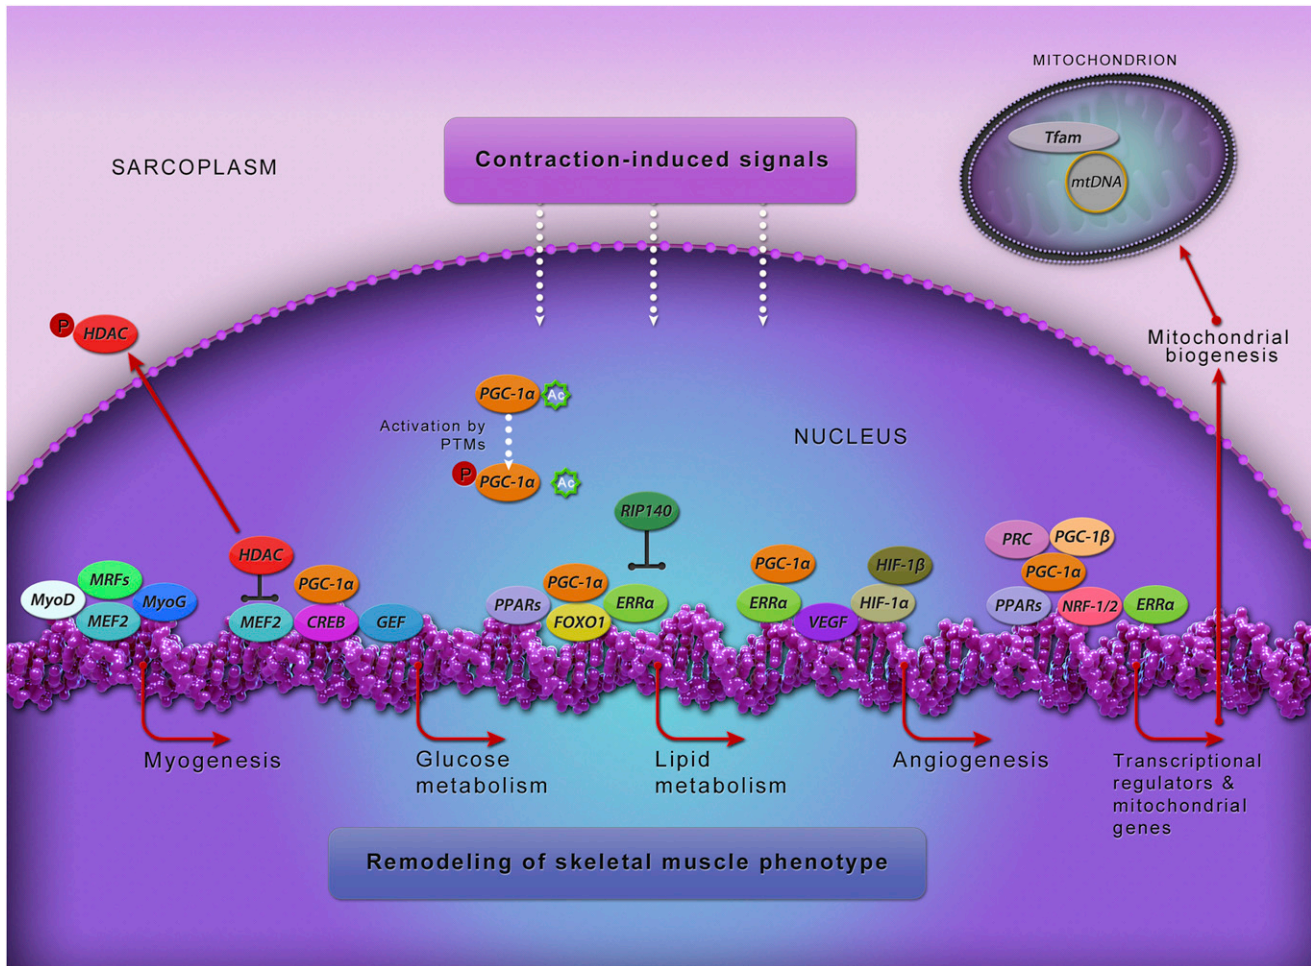 MITOCHONDRION
Tfam
mtDNA
SARCOPLASM
Contraction-induced signals
P
HDAC
Mitochondrial
biogenesis
PGC-1α
Ac
Activation by
PTMs
NUCLEUS
P
PGC-1α
Ac
RIP140
HDAC
PGC-1α
MRFs
MyoD
MyoG
MEF2
MEF2
CREB
GEF
PGC-1α
PPARs
ERRα
FOXO1
PGC-1α
HIF-1β
ERRα
HIF-1α
VEGF
PRC
PGC-1β
PGC-1α
PPARs
NRF-1/2
ERRα
Myogenesis
Glucose
metabolism
Lipid
metabolism
Angiogenesis
Transcriptional
regulators &
mitochondrial
genes
Remodeling of skeletal muscle phenotype